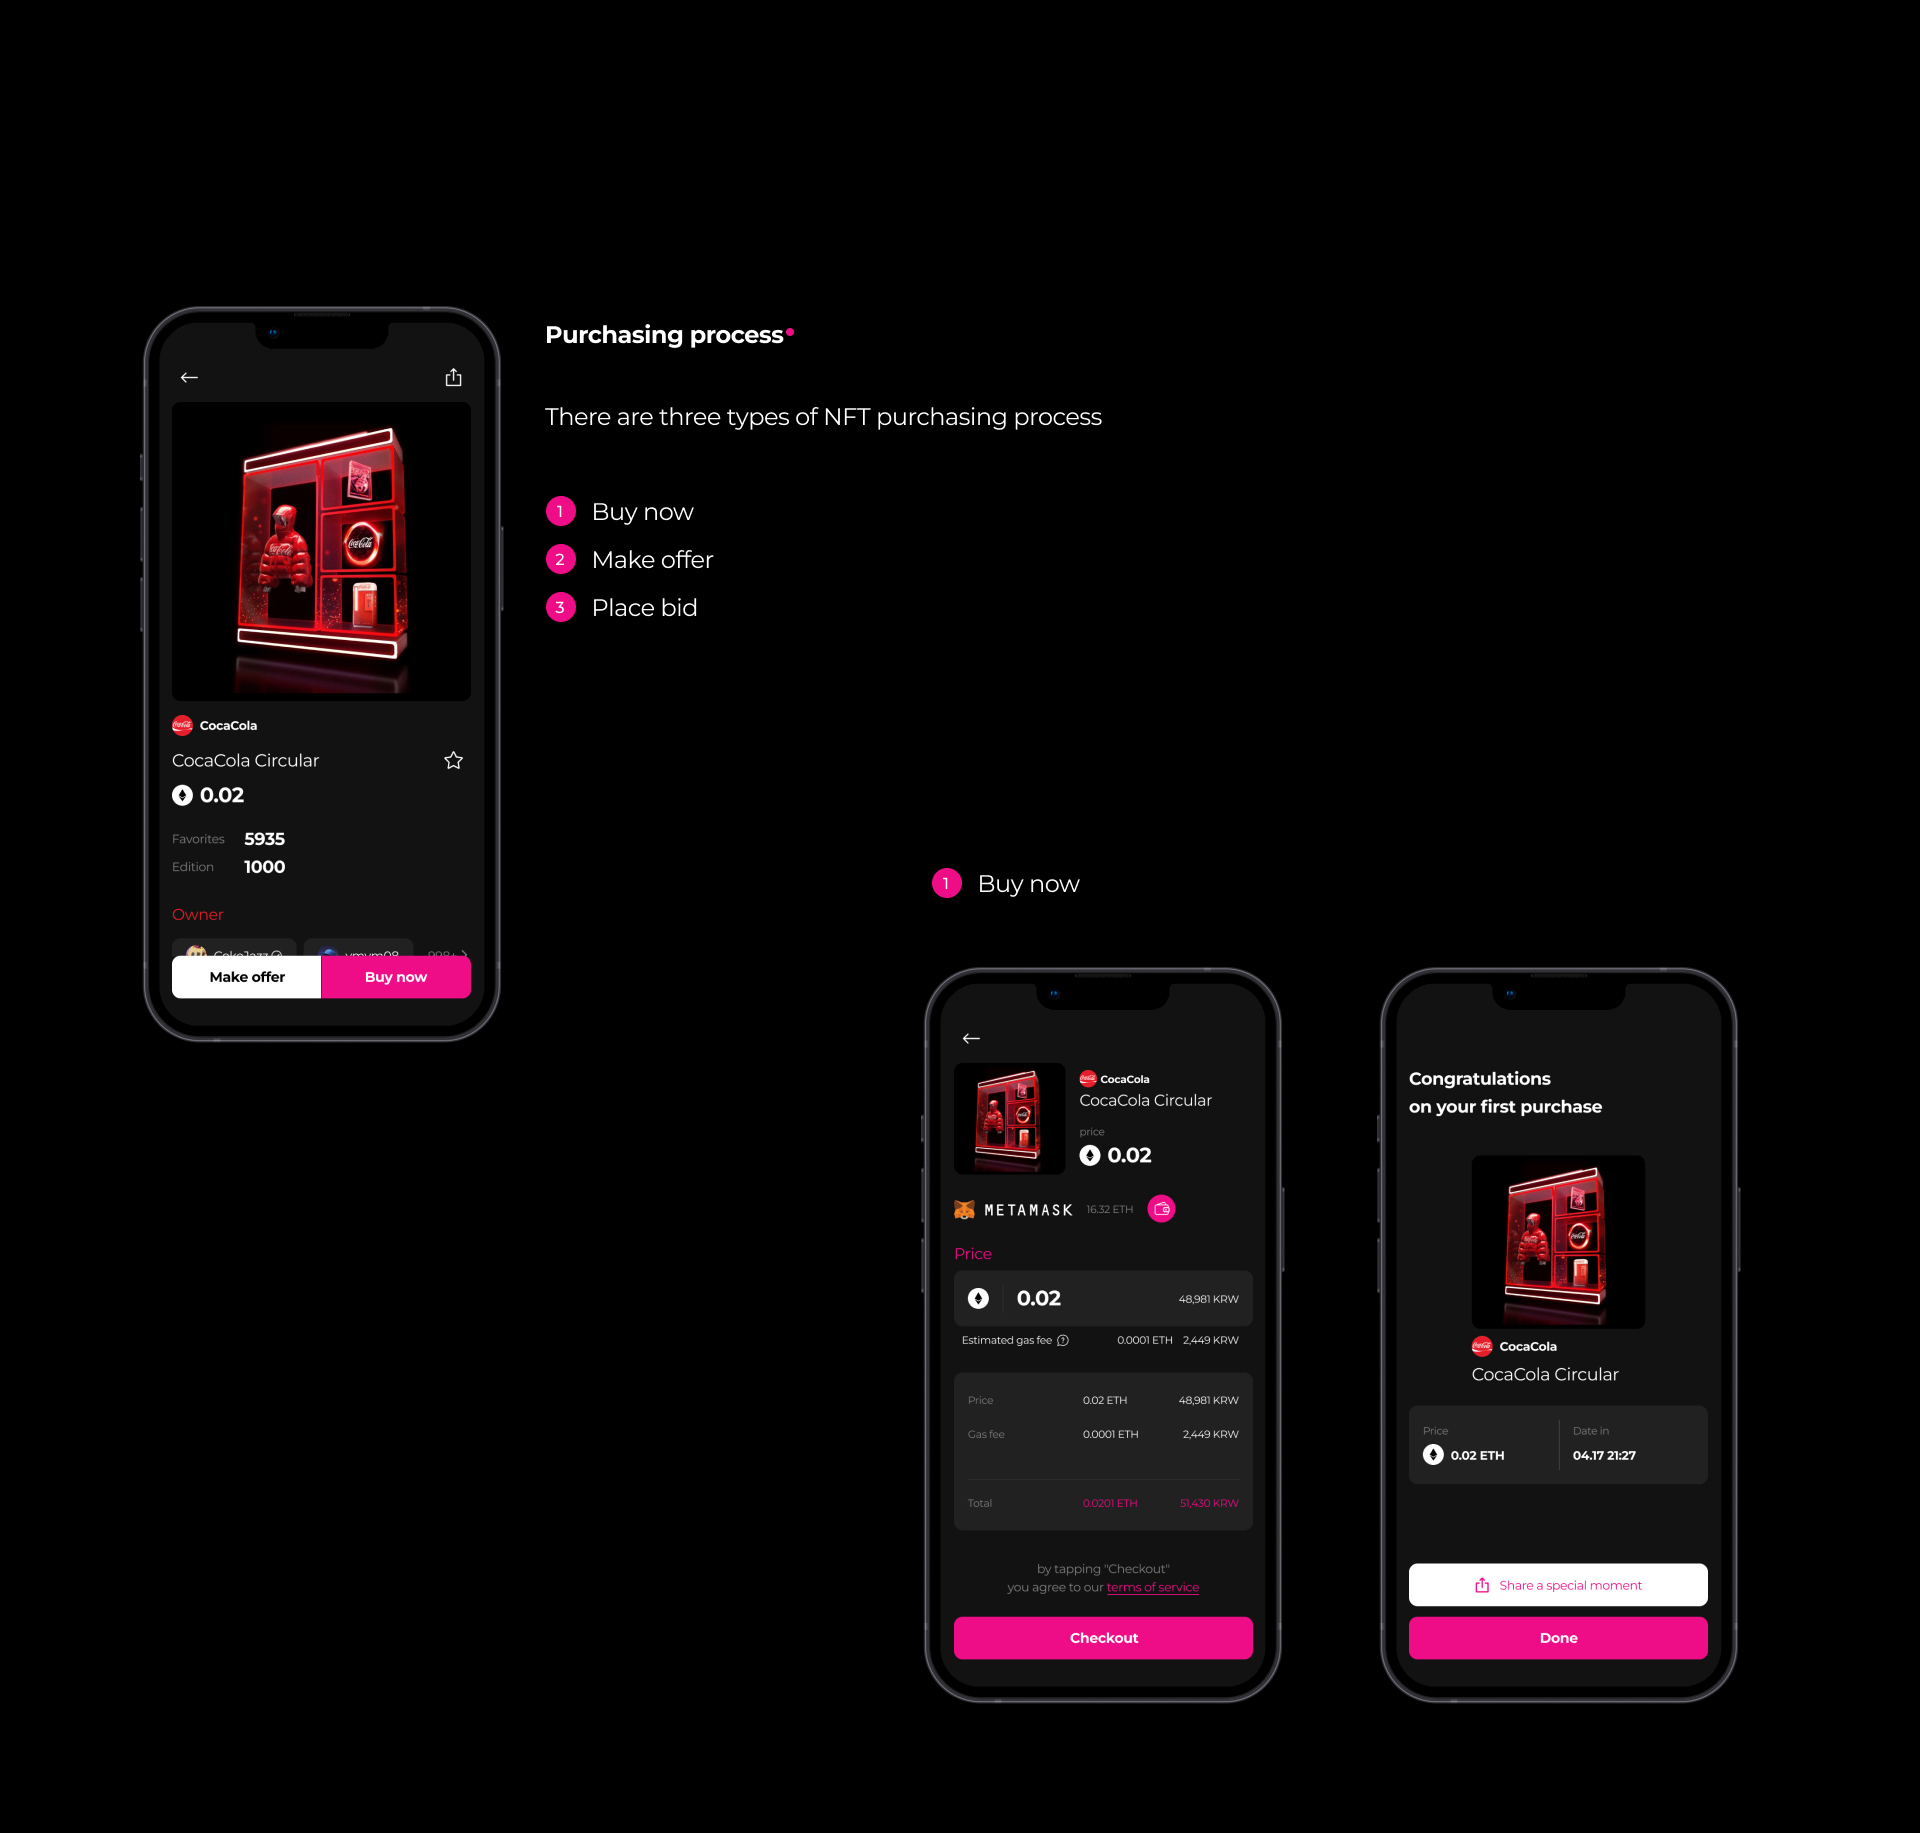 Purchasing process
There are three types of NFT purchasing process
1 Buy now
2 Make offer
3 Place bid
CocaCola
CocaCola Circular
0.02
Favorites 5935
Edition 1000
Owner
CokeJazz
998+
Make offer Buy now
1 Buy now
CocaCola
CocaCola Circular
price
0.02
METAMASK 16.32 ETH
Price
0.02 48,981 KRW
Estimated gas fee 0.0001 ETH 2,449 KRW
Price 0.02 ETH 48,981 KRW
Gas fee 0.0001 ETH 2,449 KRW
Total 0.0201 ETH 51,430 KRW
by tapping "Checkout"
you agree to our terms of service
Checkout
Congratulations
on your first purchase
Coca-Cola
CocaCola
CocaCola Circular
Price Date in
0.02 ETH 04.17 21:27
Share a special moment
Done